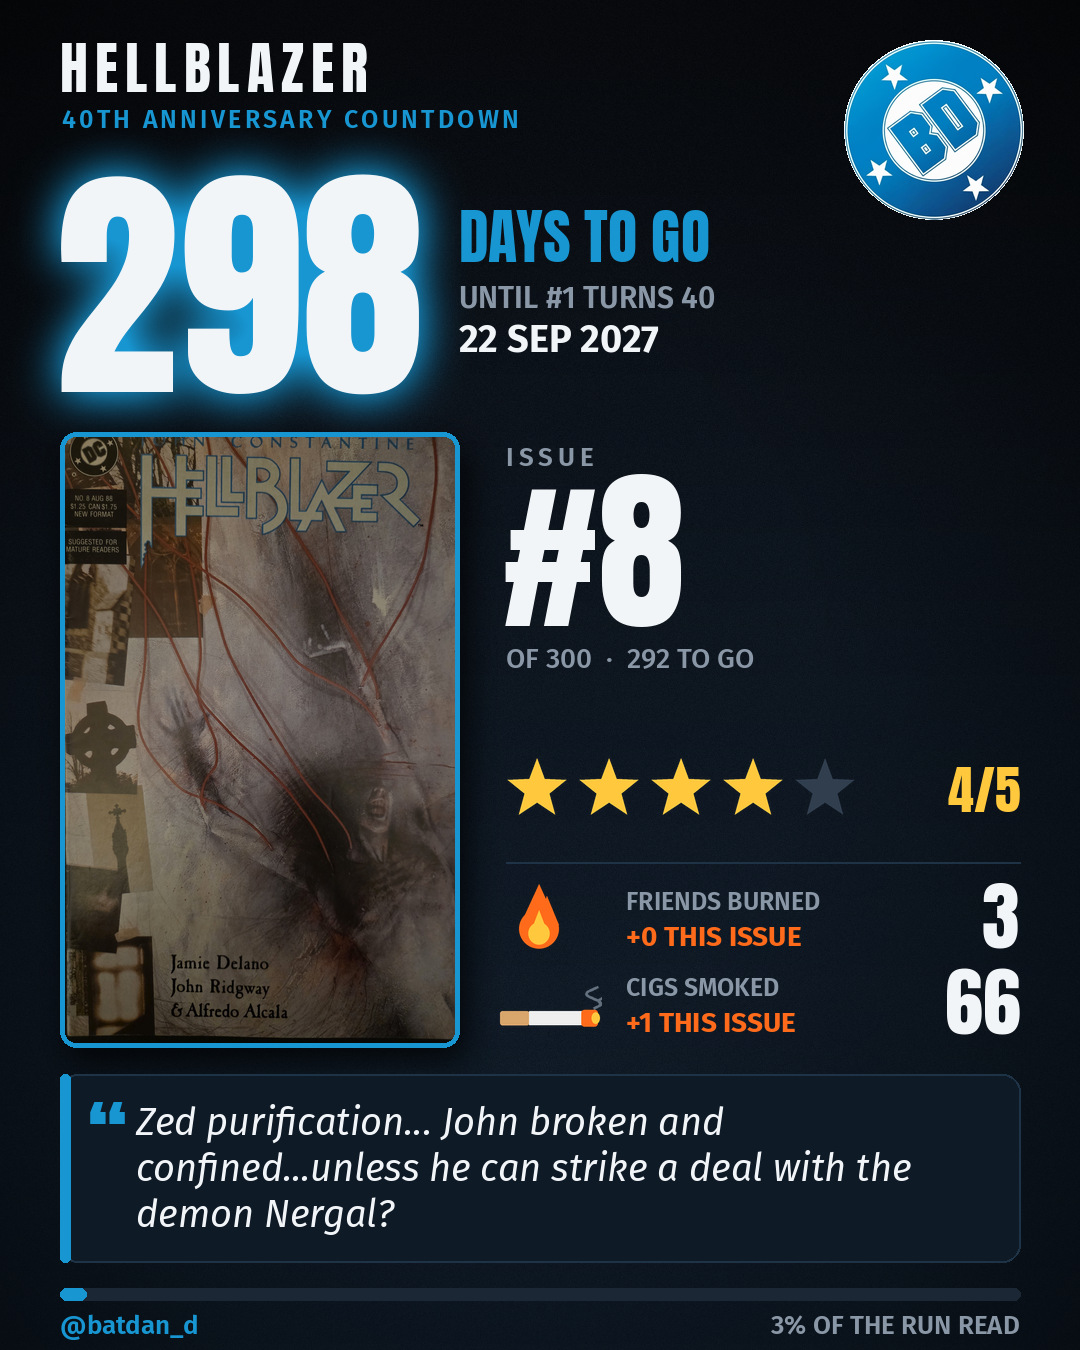 HELLBLAZER
40TH ANNIVERSARY COUNTDOWN
BD
298
DAYS TO GO
UNTIL #1 TURNS 40
22 SEP 2027
CONSTANTINE
DC
HELLBLAZER
NO. 8 AUG 88
$1.25 CAN $1.75
NEW FORMAT
SUGGESTED FOR
MATURE READERS
Jamie Delano
John Ridgway
& Alfredo Alcala
ISSUE
#8
OF 300 · 292 TO GO
4/5
FRIENDS BURNED
+0 THIS ISSUE
3
CIGS SMOKED
+1 THIS ISSUE
66
“ Zed purification... John broken and
confined...unless he can strike a deal with the
demon Nergal?
@batdan_d
3% OF THE RUN READ